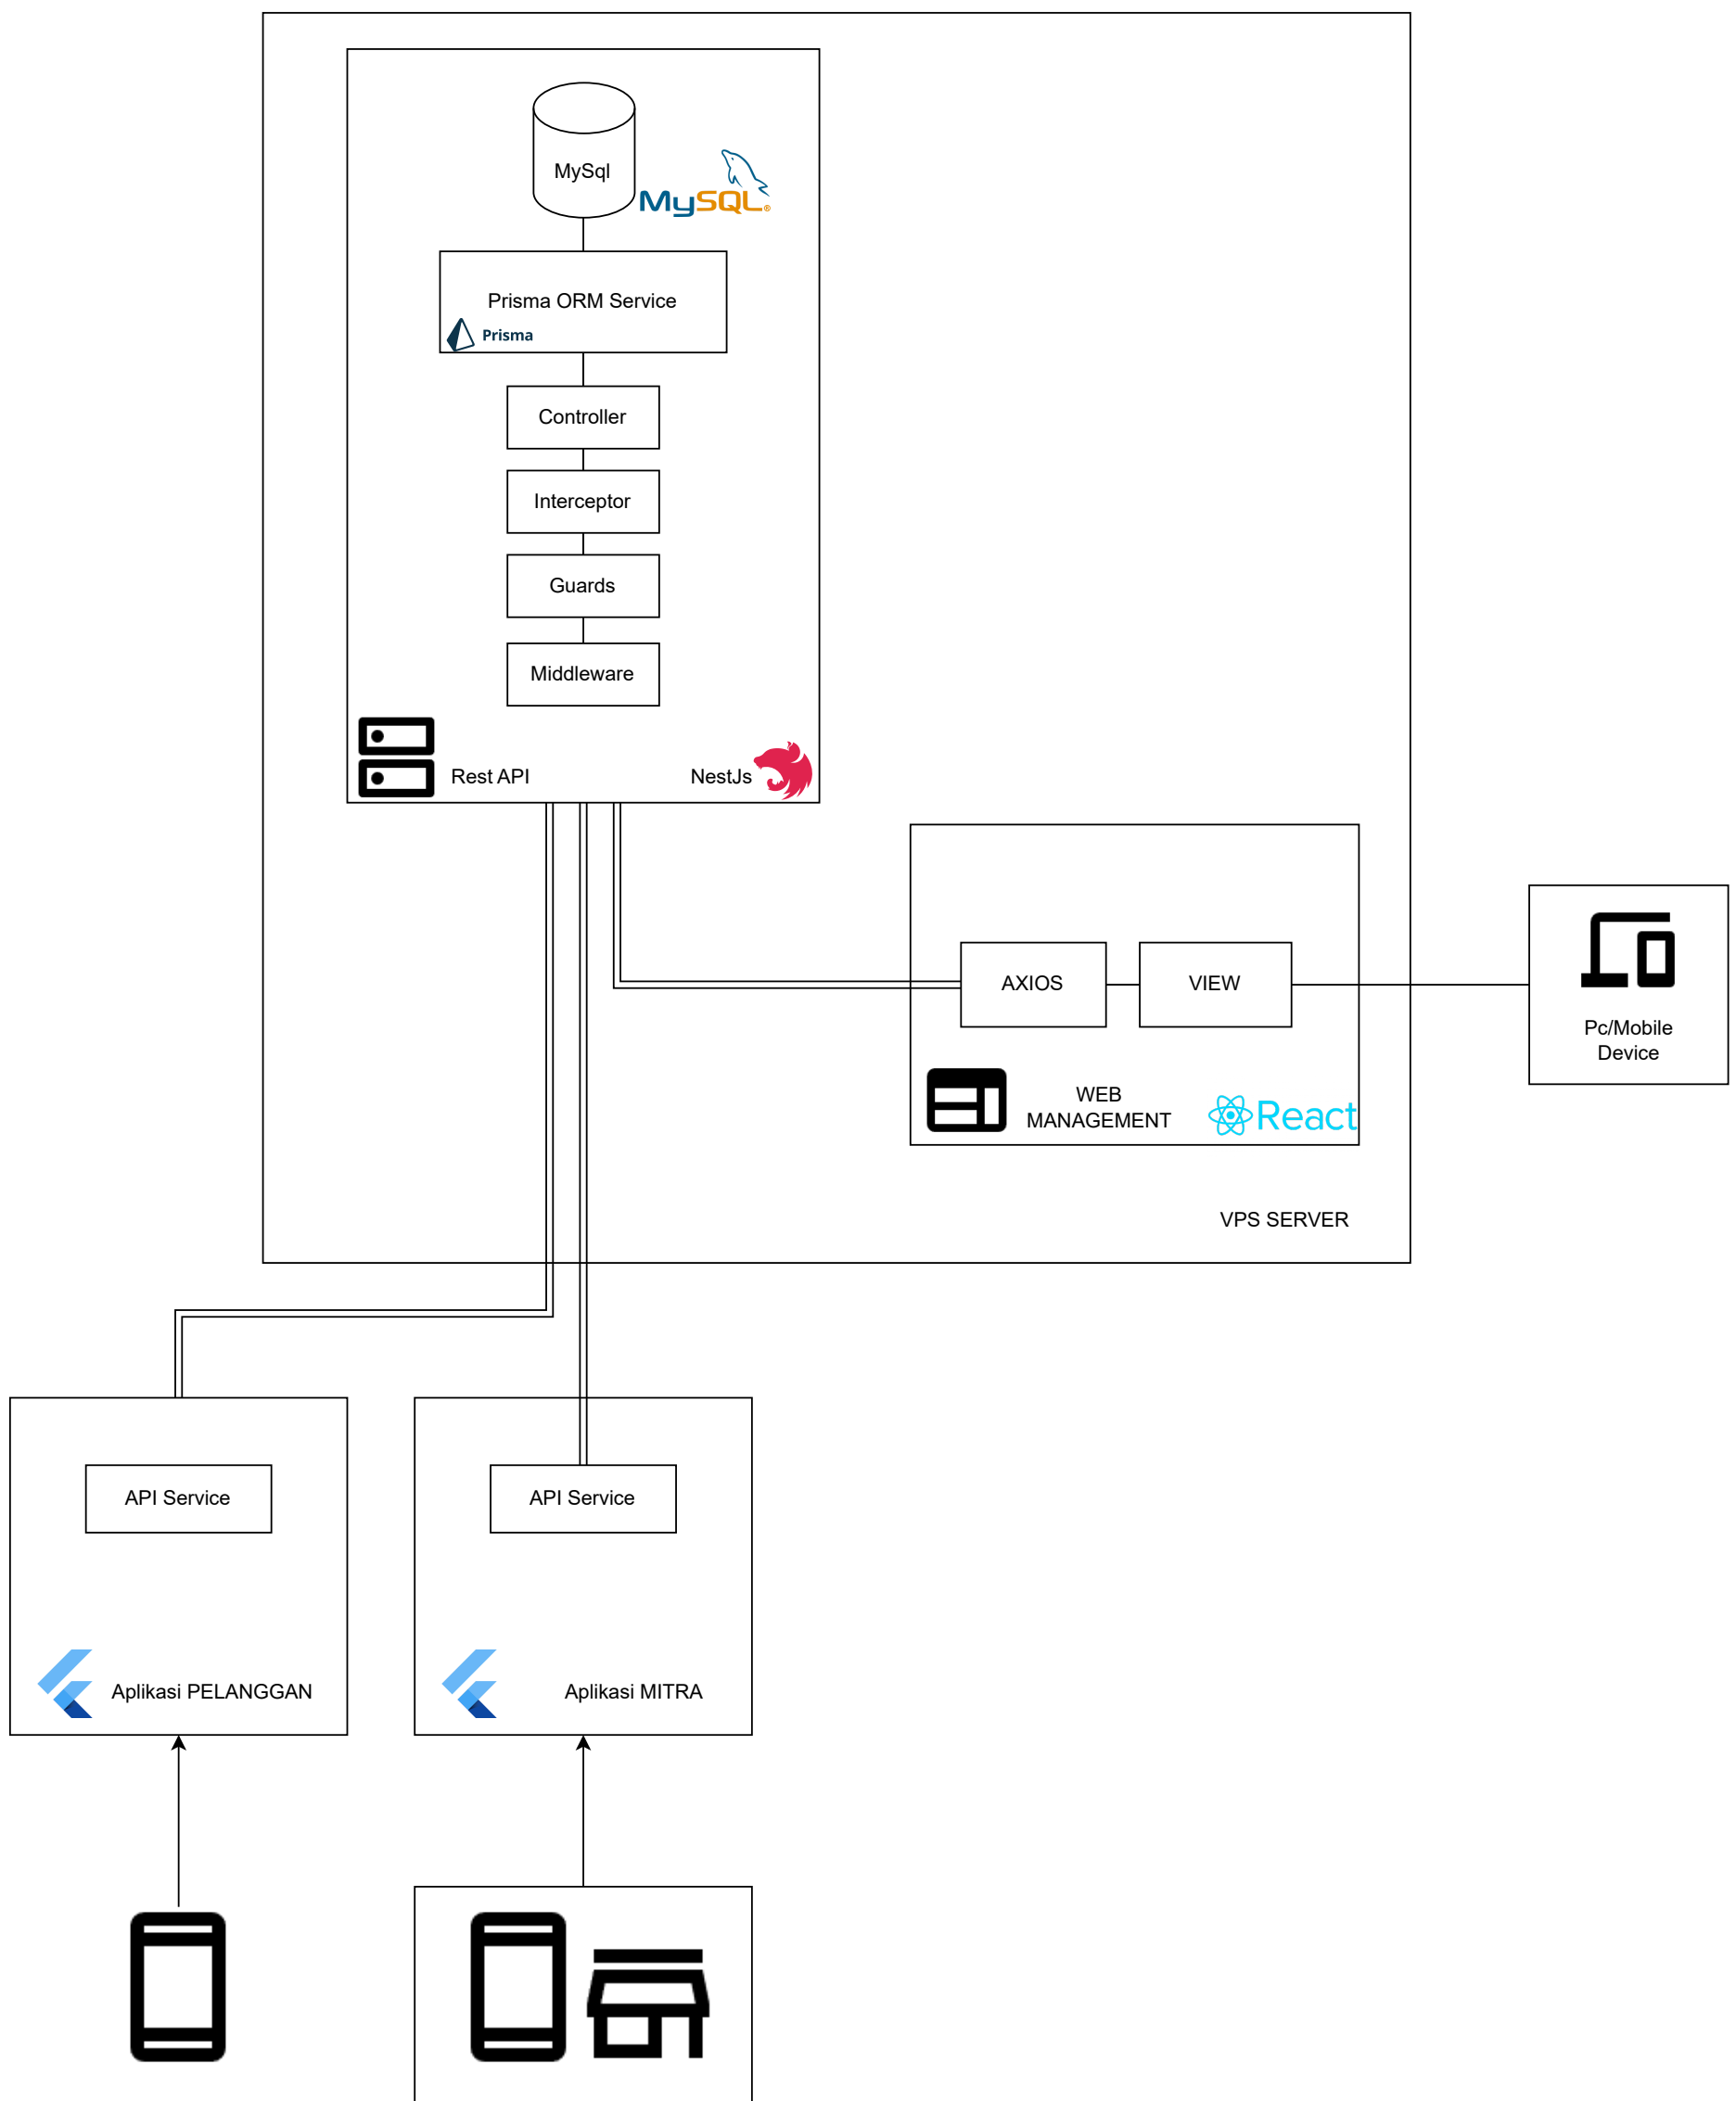 MySql
MySQL®
Prisma ORM Service
Prisma
Controller
Interceptor
Guards
Middleware
Rest API
NestJs
AXIOS
VIEW
Pc/Mobile
Device
WEB
MANAGEMENT
React
VPS SERVER
API Service
API Service
Aplikasi PELANGGAN
Aplikasi MITRA